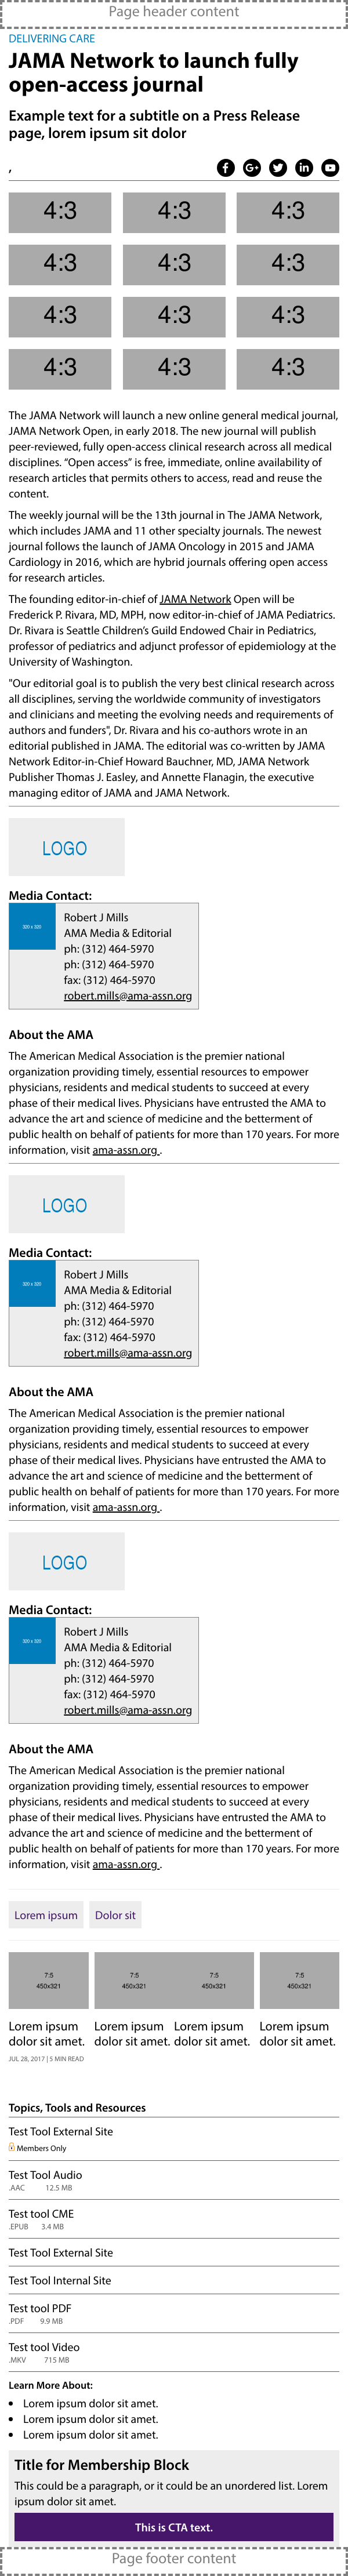 Page header content
DELIVERING CARE
JAMA Network to launch fully
open-access journal
Example text for a subtitle on a Press Release
page, lorem ipsum sit dolor
,
4:3 4:3 4:3
4:3 4:3 4:3
4:3 4:3 4:3
4:3 4:3 4:3
The JAMA Network will launch a new online general medical journal,
JAMA Network Open, in early 2018. The new journal will publish
peer-reviewed, fully open-access clinical research across all medical
disciplines. “Open access” is free, immediate, online availability of
research articles that permits others to access, read and reuse the
content.
The weekly journal will be the 13th journal in The JAMA Network,
which includes JAMA and 11 other specialty journals. The newest
journal follows the launch of JAMA Oncology in 2015 and JAMA
Cardiology in 2016, which are hybrid journals offering open access
for research articles.
The founding editor-in-chief of JAMA Network Open will be
Frederick P. Rivara, MD, MPH, now editor-in-chief of JAMA Pediatrics.
Dr. Rivara is Seattle Children’s Guild Endowed Chair in Pediatrics,
professor of pediatrics and adjunct professor of epidemiology at the
University of Washington.
"Our editorial goal is to publish the very best clinical research across
all disciplines, serving the worldwide community of investigators
and clinicians and meeting the evolving needs and requirements of
authors and funders", Dr. Rivara and his co-authors wrote in an
editorial published in JAMA. The editorial was co-written by JAMA
Network Editor-in-Chief Howard Bauchner, MD, JAMA Network
Publisher Thomas J. Easley, and Annette Flanagin, the executive
managing editor of JAMA and JAMA Network.
LOGO
Media Contact:
320 x 320
Robert J Mills
AMA Media & Editorial
ph: (312) 464-5970
ph: (312) 464-5970
fax: (312) 464-5970
robert.mills@ama-assn.org
About the AMA
The American Medical Association is the premier national
organization providing timely, essential resources to empower
physicians, residents and medical students to succeed at every
phase of their medical lives. Physicians have entrusted the AMA to
advance the art and science of medicine and the betterment of
public health on behalf of patients for more than 170 years. For more
information, visit ama-assn.org .
LOGO
Media Contact:
320 x 320
Robert J Mills
AMA Media & Editorial
ph: (312) 464-5970
ph: (312) 464-5970
fax: (312) 464-5970
robert.mills@ama-assn.org
About the AMA
The American Medical Association is the premier national
organization providing timely, essential resources to empower
physicians, residents and medical students to succeed at every
phase of their medical lives. Physicians have entrusted the AMA to
advance the art and science of medicine and the betterment of
public health on behalf of patients for more than 170 years. For more
information, visit ama-assn.org .
LOGO
Media Contact:
320 x 320
Robert J Mills
AMA Media & Editorial
ph: (312) 464-5970
ph: (312) 464-5970
fax: (312) 464-5970
robert.mills@ama-assn.org
About the AMA
The American Medical Association is the premier national
organization providing timely, essential resources to empower
physicians, residents and medical students to succeed at every
phase of their medical lives. Physicians have entrusted the AMA to
advance the art and science of medicine and the betterment of
public health on behalf of patients for more than 170 years. For more
information, visit ama-assn.org .
Lorem ipsum Dolor sit
7:5 7:5 7:5 7:5
450x321 450x321 450x321 450x321
Lorem ipsum Lorem ipsum Lorem ipsum Lorem ipsum
dolor sit amet. dolor sit amet. dolor sit amet. dolor sit amet.
JUL 28, 2017 | 5 MIN READ
Topics, Tools and Resources
Test Tool External Site
Members Only
Test Tool Audio
.AAC 12.5 MB
Test tool CME
.EPUB 3.4 MB
Test Tool External Site
Test Tool Internal Site
Test tool PDF
.PDF 9.9 MB
Test tool Video
.MKV 715 MB
Learn More About:
• Lorem ipsum dolor sit amet.
• Lorem ipsum dolor sit amet.
• Lorem ipsum dolor sit amet.
Title for Membership Block
This could be a paragraph, or it could be an unordered list. Lorem
ipsum dolor sit amet.
This is CTA text.
Page footer content